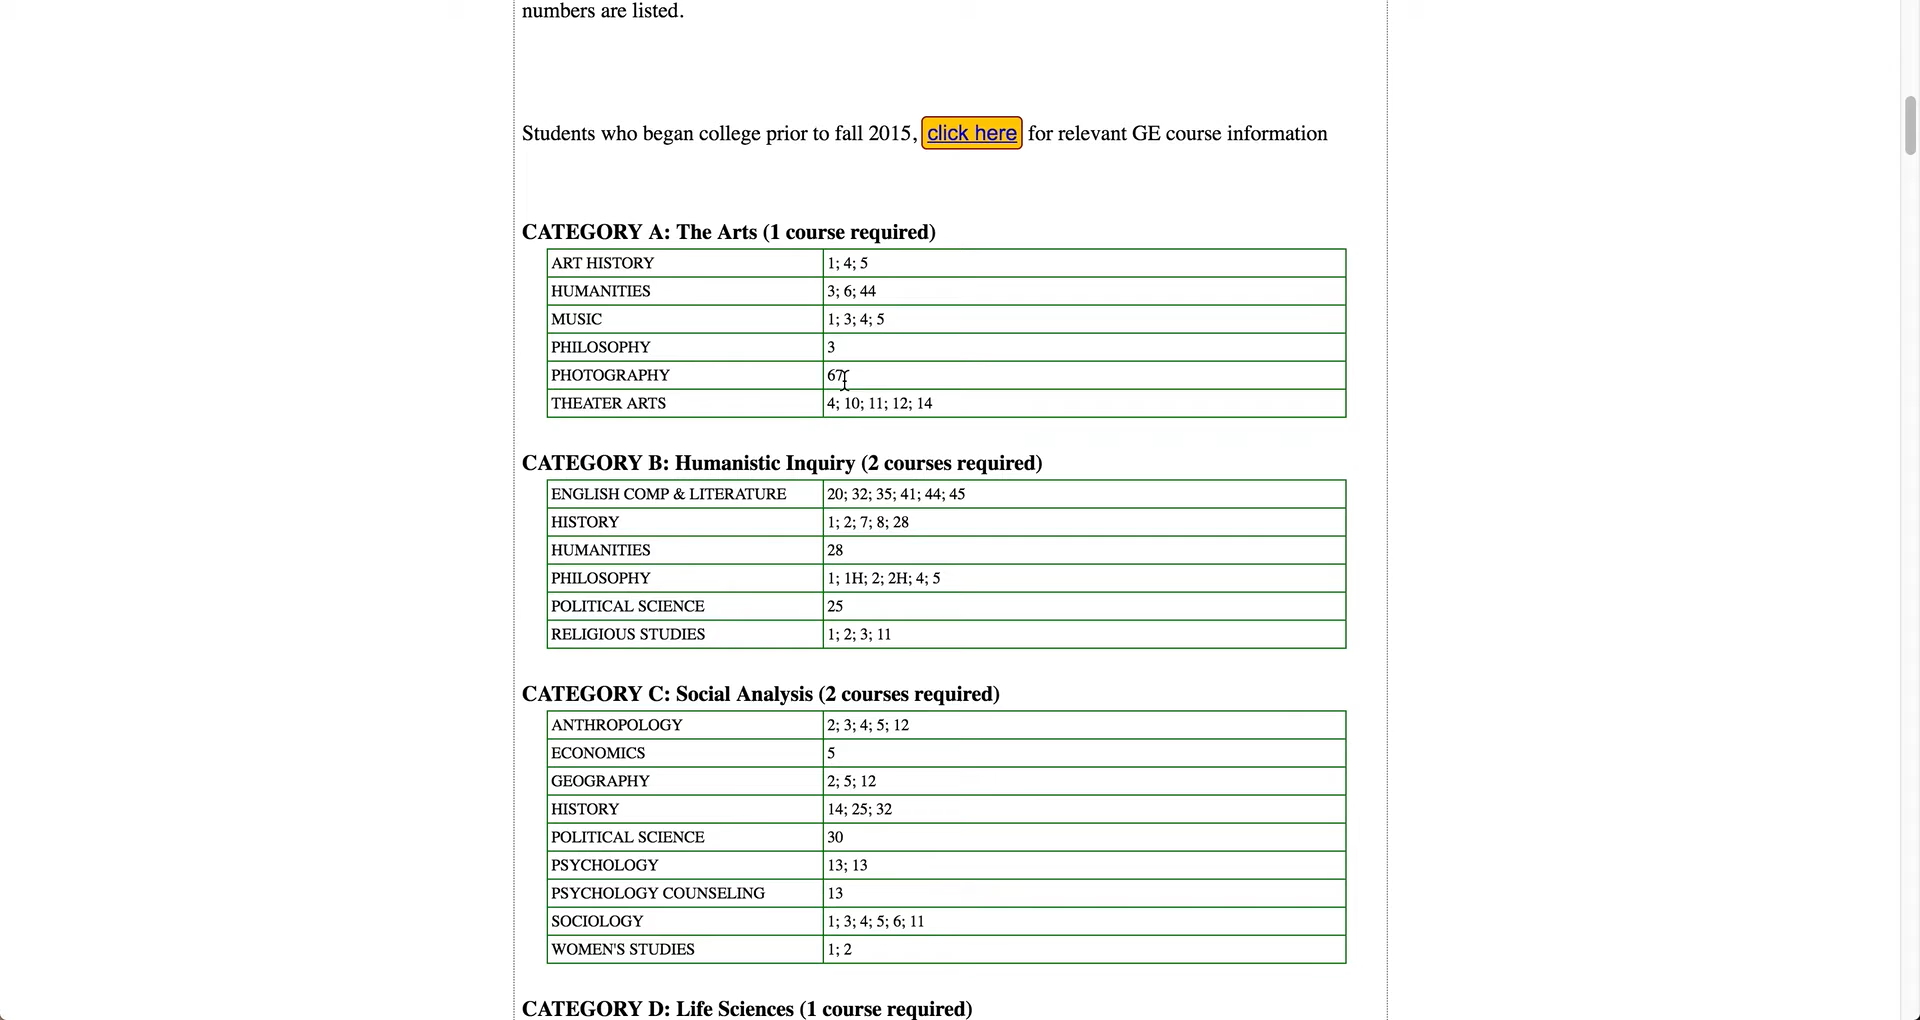 numbers are listed.
Students who began college prior to fall 2015, click here for relevant GE course information
CATEGORY A: The Arts (1 course required)
ART HISTORY 1; 4; 5
HUMANITIES 3; 6; 44
MUSIC 1; 3; 4; 5
PHILOSOPHY 3
PHOTOGRAPHY 67
THEATER ARTS 4; 10; 11; 12; 14
CATEGORY B: Humanistic Inquiry (2 courses required)
ENGLISH COMP & LITERATURE 20; 32; 35; 41; 44; 45
HISTORY 1; 2; 7; 8; 28
HUMANITIES 28
PHILOSOPHY 1; 1H; 2; 2H; 4; 5
POLITICAL SCIENCE 25
RELIGIOUS STUDIES 1; 2; 3; 11
CATEGORY C: Social Analysis (2 courses required)
ANTHROPOLOGY 2; 3; 4; 5; 12
ECONOMICS 5
GEOGRAPHY 2; 5; 12
HISTORY 14; 25; 32
POLITICAL SCIENCE 30
PSYCHOLOGY 13; 13
PSYCHOLOGY COUNSELING 13
SOCIOLOGY 1; 3; 4; 5; 6; 11
WOMEN'S STUDIES 1; 2
CATEGORY D: Life Sciences (1 course required)